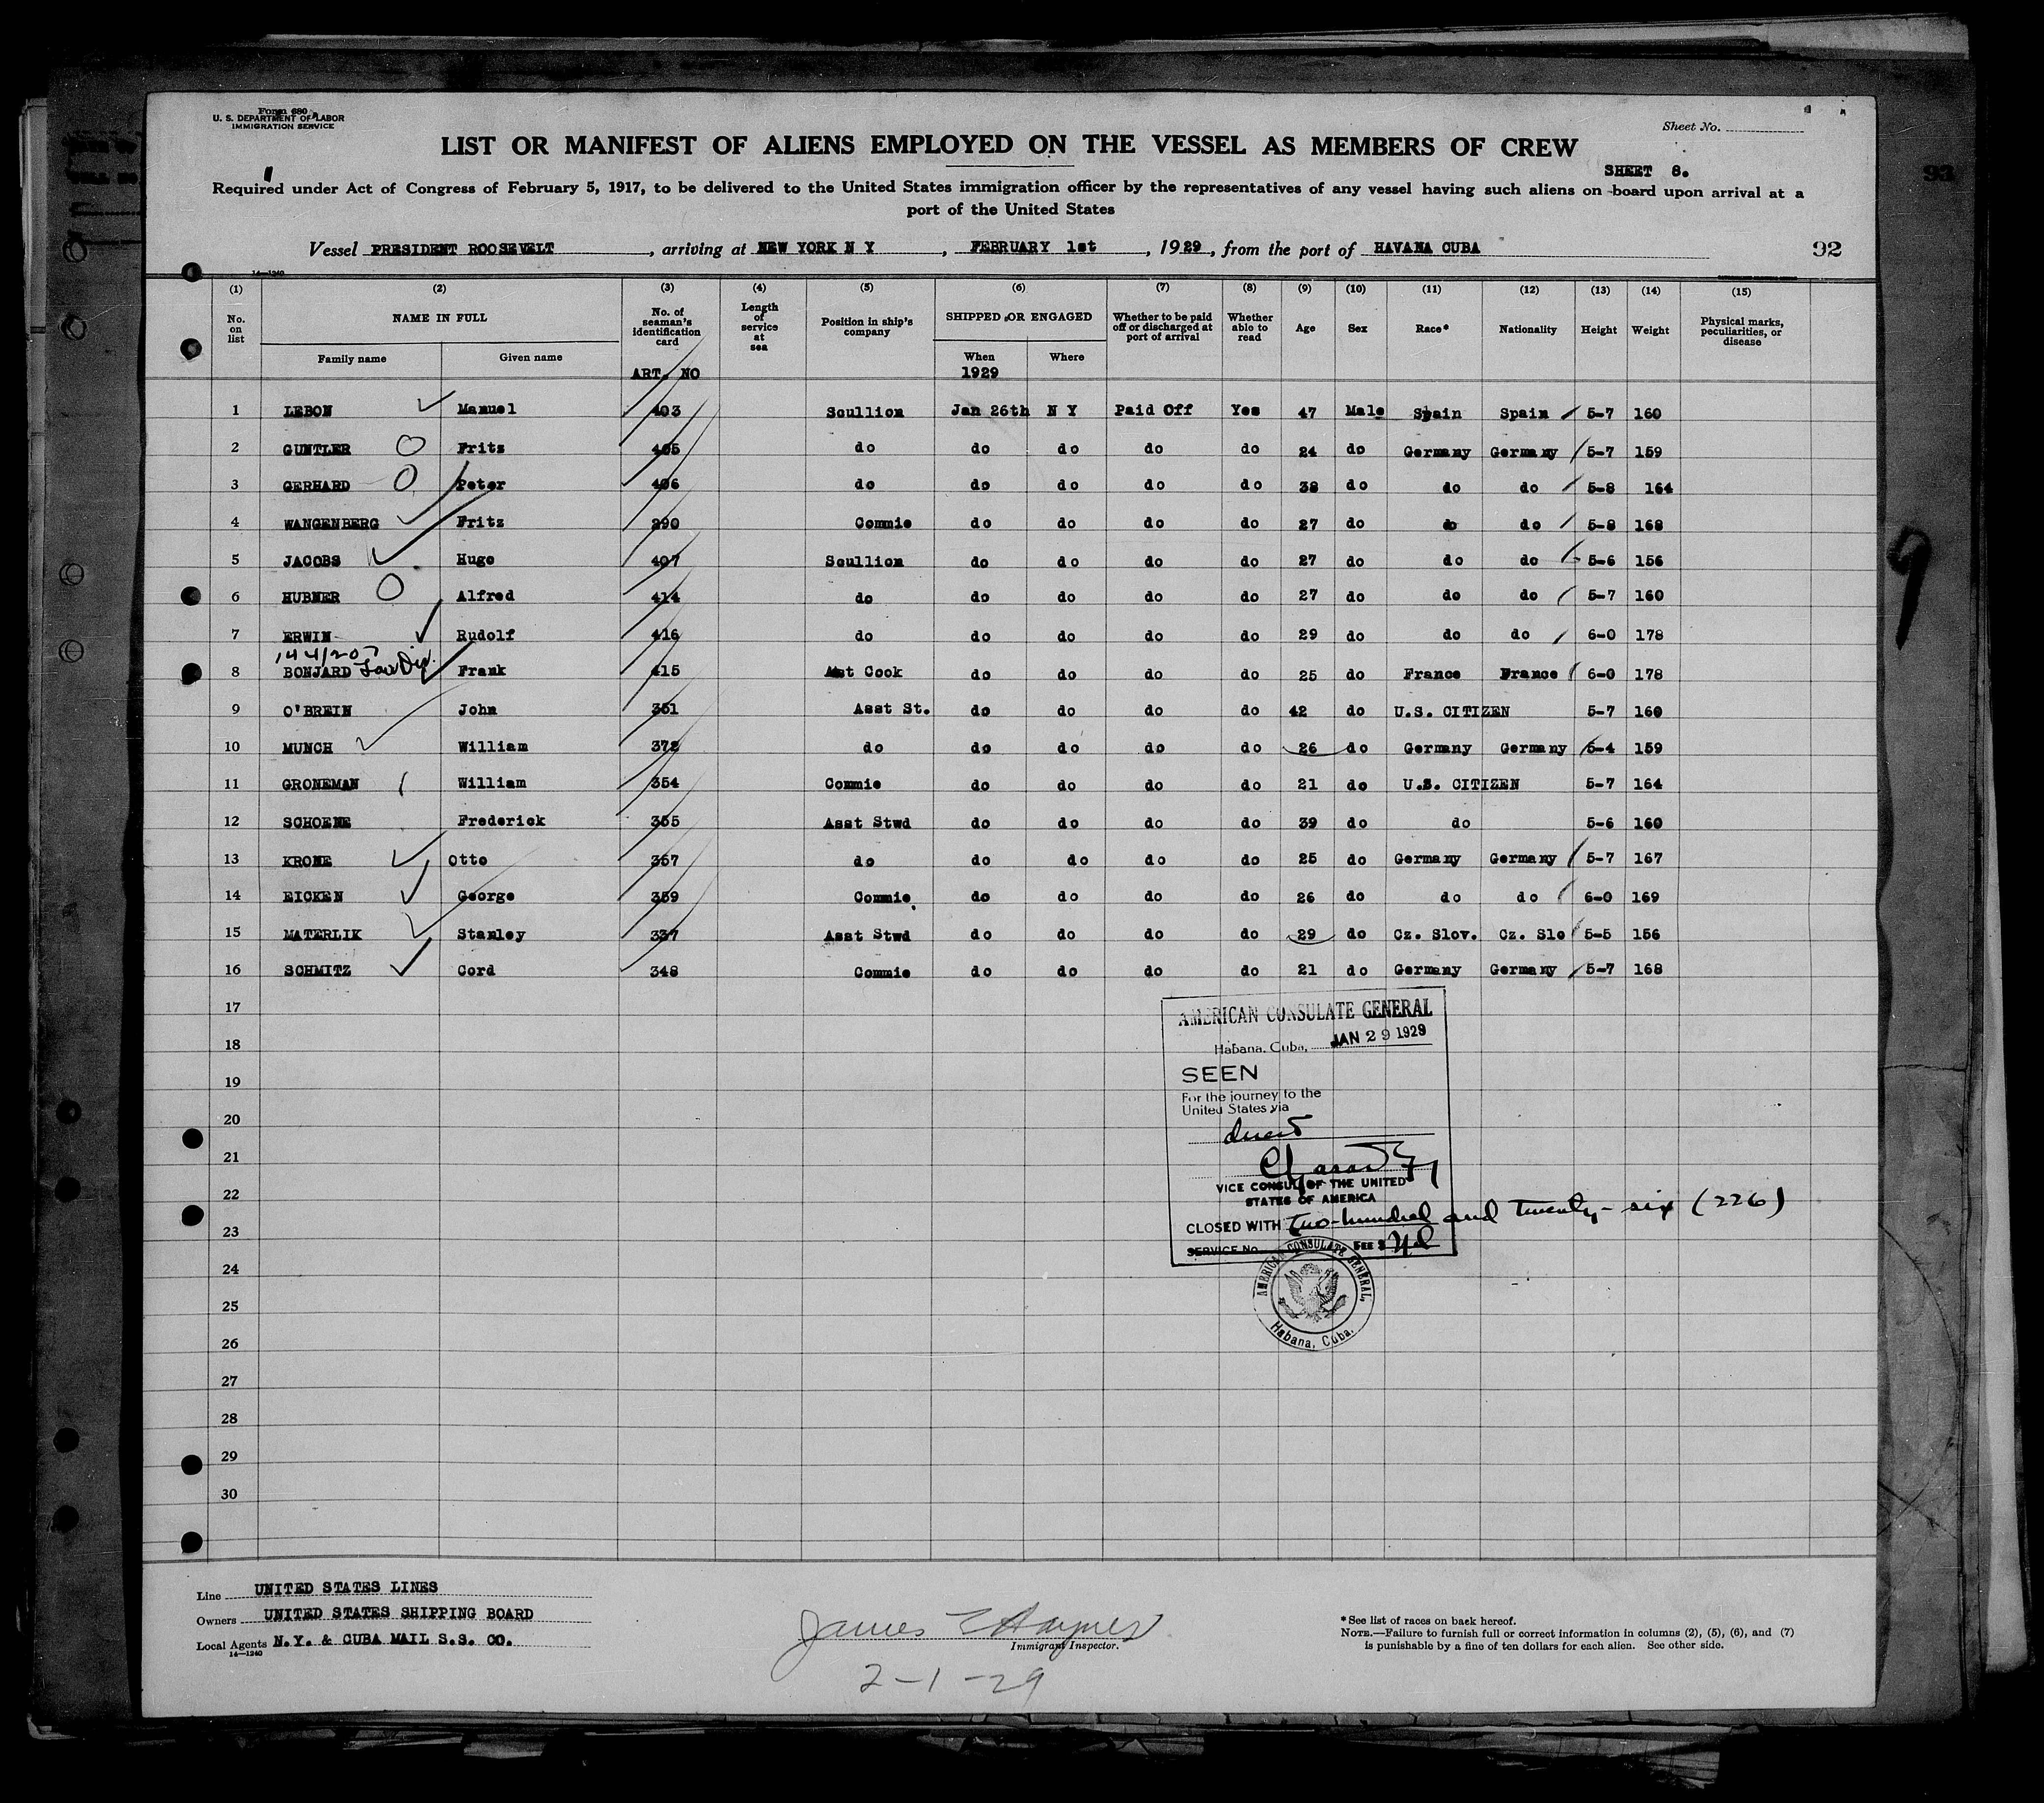 Form 680
U. S. DEPARTMENT OF LABOR
IMMIGRATION SERVICE
Sheet No.
LIST OR MANIFEST OF ALIENS EMPLOYED ON THE VESSEL AS MEMBERS OF CREW
SHEET 8.
Required under Act of Congress of February 5, 1917, to be delivered to the United States immigration officer by the representatives of any vessel having such aliens on board upon arrival at a
port of the United States
93
Vessel PRESIDENT ROOSEVELT, arriving at NEW YORK N Y, FEBRUARY 1st, 1929, from the port of HAVANA CUBA
92
14—1240
(1) (2) (3) (4) (5) (6) (7) (8) (9) (10) (11) (12) (13) (14) (15)
No. on list NAME IN FULL Family name Given name No. of seaman's identification card Length of service at sea Position in ship's company SHIPPED OR ENGAGED When Where Whether to be paid off or discharged at port of arrival Whether able to read Age Sex Race* Nationality Height Weight Physical marks, peculiarities, or disease
ART. NO 1929
1 LEBON Manuel 403 Scullion Jan 26th N Y Paid Off Yes 47 Male Spain Spain 5-7 160
2 GUNTLER Fritz 405 do do do do do 24 do Germany Germany 5-7 159
3 GERHARD Peter 406 do do do do do 38 do do do 5-8 164
4 WANGENBERG Fritz 290 Commie do do do do 27 do do do 5-8 168
5 JACOBS Hugo 407 Scullion do do do do 27 do do do 5-6 156
6 HUBNER Alfred 414 do do do do do 27 do do do 5-7 160
7 ERWIN Rudolf 416 do do do do do 29 do do do 6-0 178
144/207
8 BONJARD Frank 415 Ast Cook do do do do 25 do France France 6-0 178
9 O'BREIN John 351 Asst St. do do do do 42 do U.S. CITIZEN 5-7 160
10 MUNCH William 372 do do do do do 26 do Germany Germany 5-4 159
11 GRONEMAN William 354 Commie do do do do 21 do U.S. CITIZEN 5-7 164
12 SCHOENE Frederick 355 Asst Stwd do do do do 39 do do 5-6 160
13 KRONE Otto 357 do do do do do 25 do Germany Germany 5-7 167
14 EICKEN George 359 Commie. do do do do 26 do do do 6-0 169
15 MATERLIK Stanley 337 Asst Stwd do do do do 29 do Cz. Slov. Cz. Slo 5-5 156
16 SCHMITZ Cord 348 Commie do do do do 21 do Germany Germany 5-7 168
17
18
19
20
21
22
23
24
25
26
27
28
29
30
9
AMERICAN CONSULATE GENERAL
Habana, Cuba, JAN 29 1929
SEEN
For the journey to the
United States via
direct
VICE CONSUL OF THE UNITED
STATES OF AMERICA
CLOSED WITH Two-hundred and twenty-six (226)
SERVICE No. FEE $
AMERICAN CONSULATE GENERAL,
Habana, Cuba.
Line UNITED STATES LINES
Owners UNITED STATES SHIPPING BOARD
Local Agents N.Y. & CUBA MAIL S.S. CO.
14—1240
James E Haynes
Immigrant Inspector.
2-1-29
* See list of races on back hereof.
NOTE.—Failure to furnish full or correct information in columns (2), (5), (6), and (7)
is punishable by a fine of ten dollars for each alien. See other side.